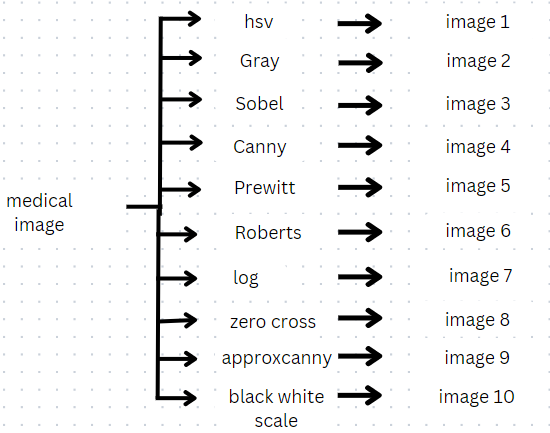 hsv
image 1
Gray
image 2
Sobel
image 3
Canny
image 4
Prewitt
image 5
medical
image
Roberts
image 6
log
image 7
zero cross
image 8
approxcanny
image 9
black white
scale
image 10